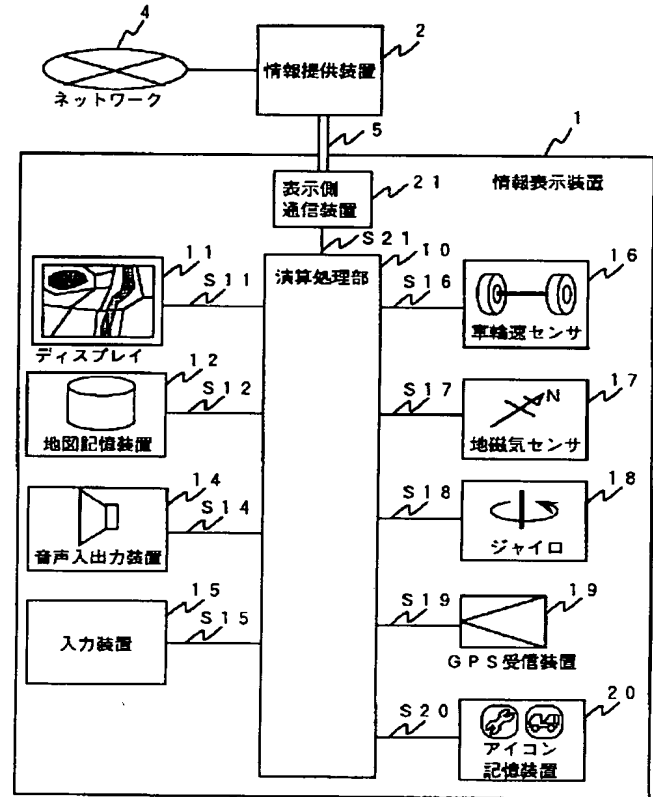 4
2
情報提供装置
ネットワーク
5
1
表示側
通信装置
21
情報表示装置
S21
10
演算処理部
11
S11
ディスプレイ
12
S12
地図記憶装置
14
S14
音声入出力装置
15
S15
入力装置
S16
16
車輪速センサ
S17
17
N
地磁気センサ
S18
18
ジャイロ
S19
19
GPS受信装置
S20
20
アイコン
記憶装置